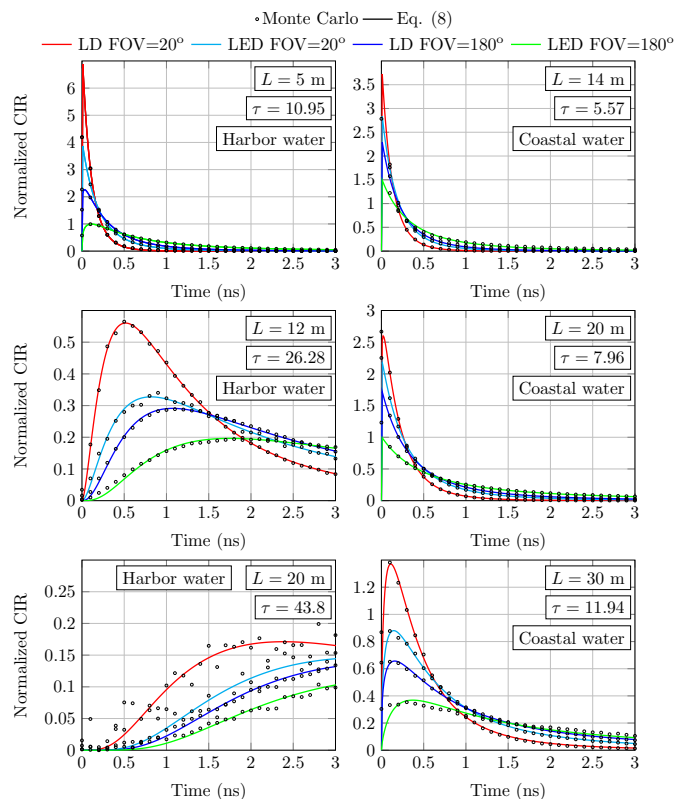 Monte Carlo Eq. (8)
LD FOV=20° LED FOV=20° LD FOV=180° LED FOV=180°
Normalized CIR
6
5
4
3
2
1
0
0 0.5 1 1.5 2 2.5 3
Time (ns)
L = 5 m
τ = 10.95
Harbor water
3.5
3
2.5
2
1.5
1
0.5
0
0 0.5 1 1.5 2 2.5 3
Time (ns)
L = 14 m
τ = 5.57
Coastal water
Normalized CIR
0.5
0.4
0.3
0.2
0.1
0
0 0.5 1 1.5 2 2.5 3
Time (ns)
L = 12 m
τ = 26.28
Harbor water
3
2.5
2
1.5
1
0.5
0
0 0.5 1 1.5 2 2.5 3
Time (ns)
L = 20 m
τ = 7.96
Coastal water
Normalized CIR
0.25
0.2
0.15
0.1
0.05
0
0 0.5 1 1.5 2 2.5 3
Time (ns)
Harbor water
L = 20 m
τ = 43.8
1.2
1
0.8
0.6
0.4
0.2
0
0 0.5 1 1.5 2 2.5 3
Time (ns)
L = 30 m
τ = 11.94
Coastal water